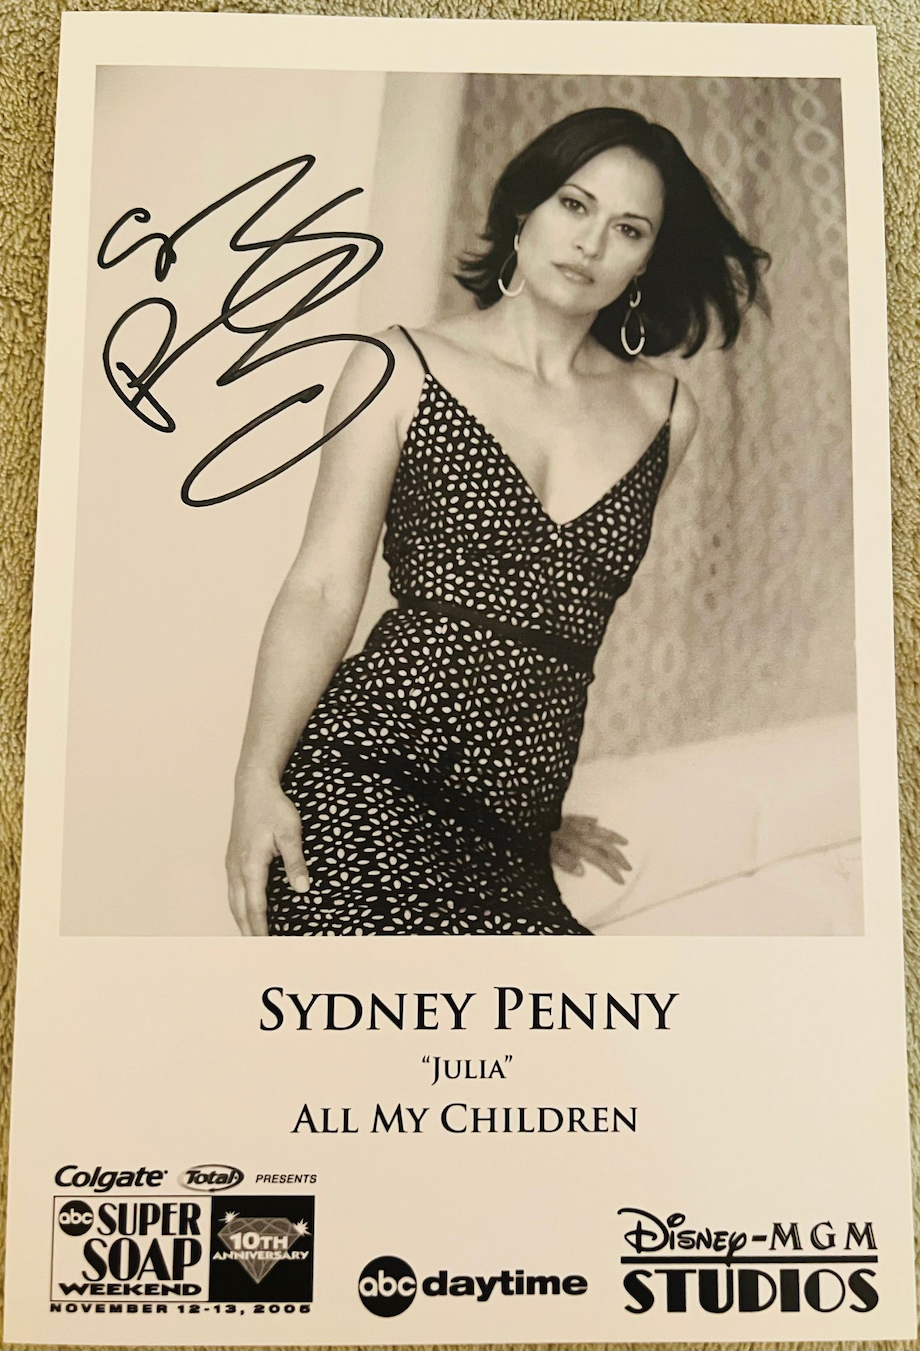 SYDNEY PENNY
"JULIA"
ALL MY CHILDREN
Colgate Total PRESENTS
abc SUPER
SOAP
WEEKEND
10TH
ANNIVERSARY
NOVEMBER 12-13, 2005
abc daytime
DISNEY-MGM
STUDIOS